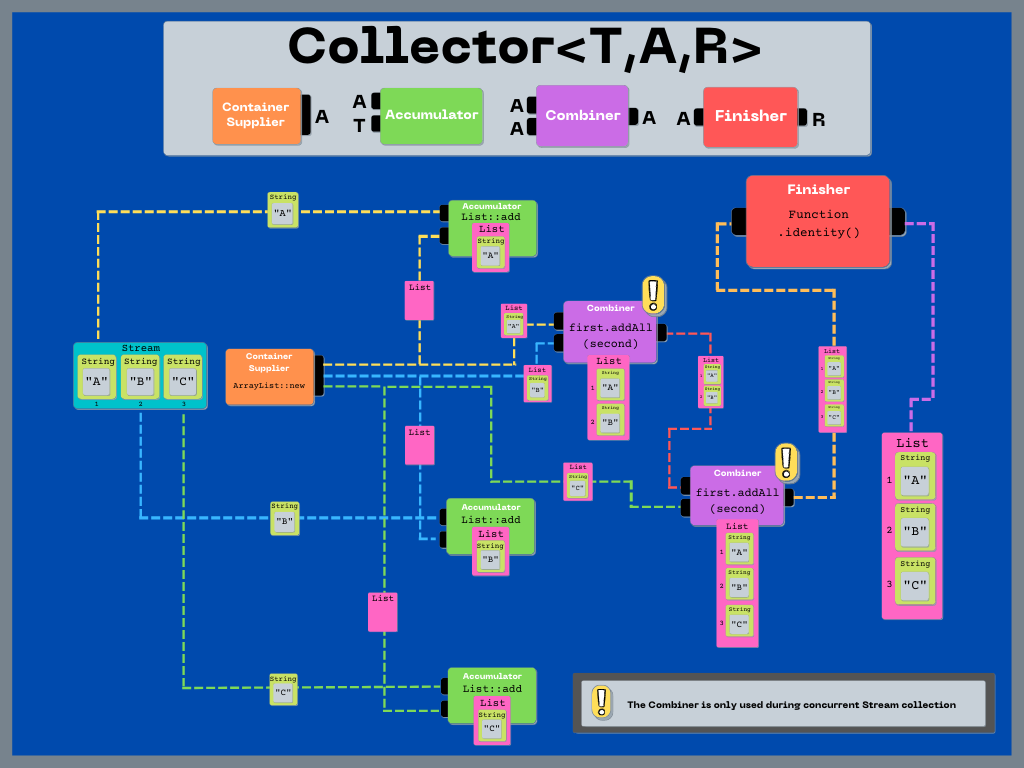 Collector<T,A,R>
Container
Supplier
A
A
T
Accumulator
A
A
Combiner
A
A
Finisher
R
String
"A"
Accumulator
List::add
List
String
"A"
Finisher
Function
.identity()
List
List
String
"A"
Combiner
first.addAll
(second)
List
1
String
"A"
2
String
"B"
Stream
String
"A"
1
String
"B"
2
String
"C"
3
Container
Supplier
ArrayList::new
List
String
"B"
List
String
"A"
String
List
1
String
"A"
2
String
"B"
3
String
"C"
List
List
String
"C"
Combiner
first.addAll
(second)
List
1
String
"A"
2
String
"B"
3
String
"C"
List
1
String
"A"
2
String
"B"
3
String
"C"
String
"B"
Accumulator
List::add
List
String
"B"
List
String
"C"
Accumulator
List::add
List
String
"C"
The Combiner is only used during concurrent Stream collection